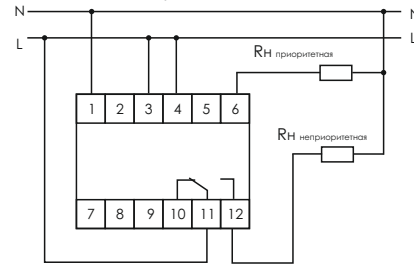 N N
L L
Rн приоритетная
1 2 3 4 5 6
Rн неприоритетная
7 8 9 10 11 12